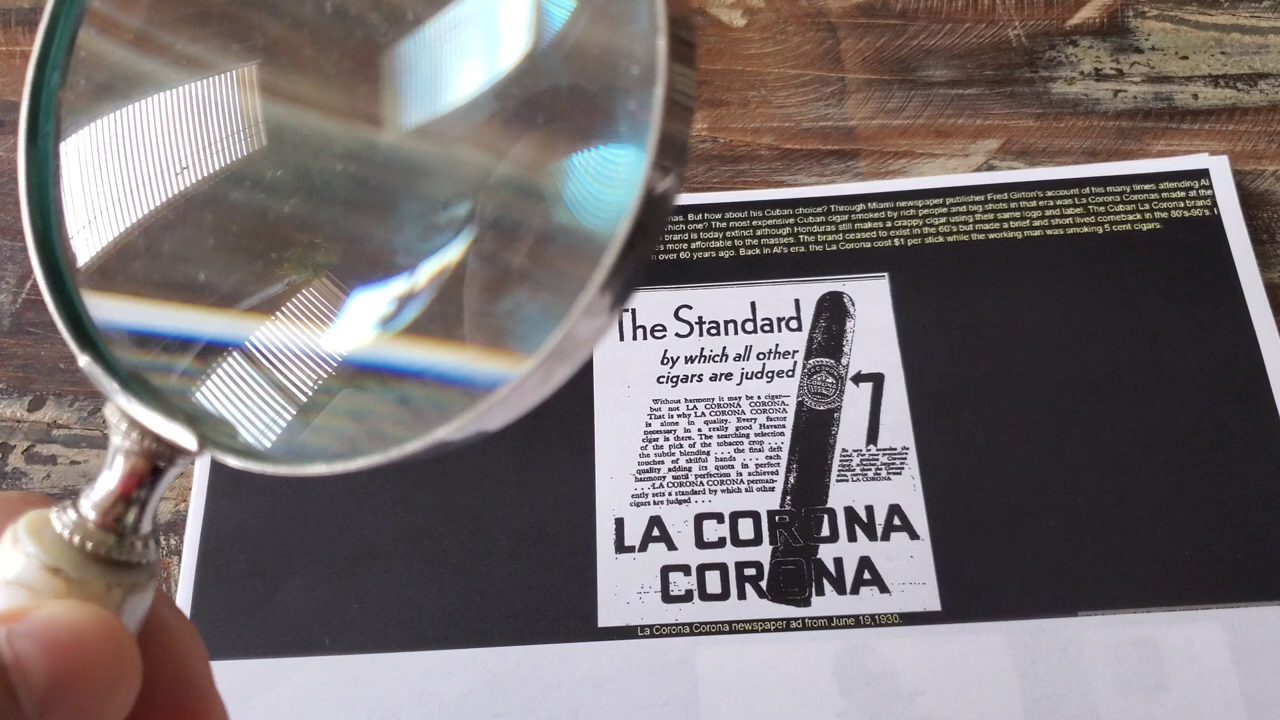 nas. But how about his Cuban choice? Through Miami newspaper publisher Fred Girton's account of his many times attending Al
which one? The most expensive Cuban cigar smoked by rich people and big shots in that era was La Corona Coronas made at the
brand is today extinct although Honduras still makes a crappy cigar using their same logo and label. The Cuban La Corona brand
es more affordable to the masses. The brand ceased to exist in the 60's but made a brief and short lived comeback in the 80's-90's. I
n over 60 years ago. Back in Al's era, the La Corona cost $1 per stick while the working man was smoking 5 cent cigars.
The Standard
by which all other
cigars are judged
Without harmony it may be a cigar—
but not LA CORONA CORONA.
That is why LA CORONA CORONA
is alone in quality. Every factor
necessary in a really good Havana
cigar is there. The searching selection
of the pick of the tobacco crop . . .
the subtle blending . . . the final deft
touches of skilful hands . . . each
quality adding its quota in perfect
harmony until perfection is achieved
. . . LA CORONA CORONA perman-
ently sets a standard by which all other
cigars are judged . . .
LA CORONA
CORONA
LA CORONA
CORONA
La Corona Corona newspaper ad from June 19,1930.